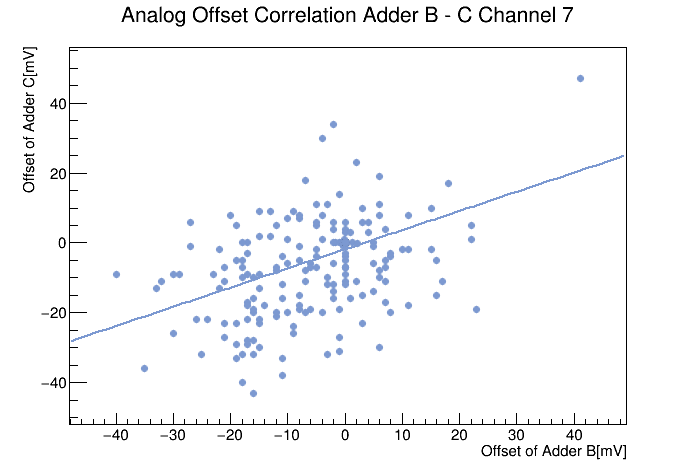 Analog Offset Correlation Adder B - C Channel 7
Offset of Adder C[mV]
40
20
0
−20
−40
−40 −30 −20 −10 0 10 20 30 40
Offset of Adder B[mV]